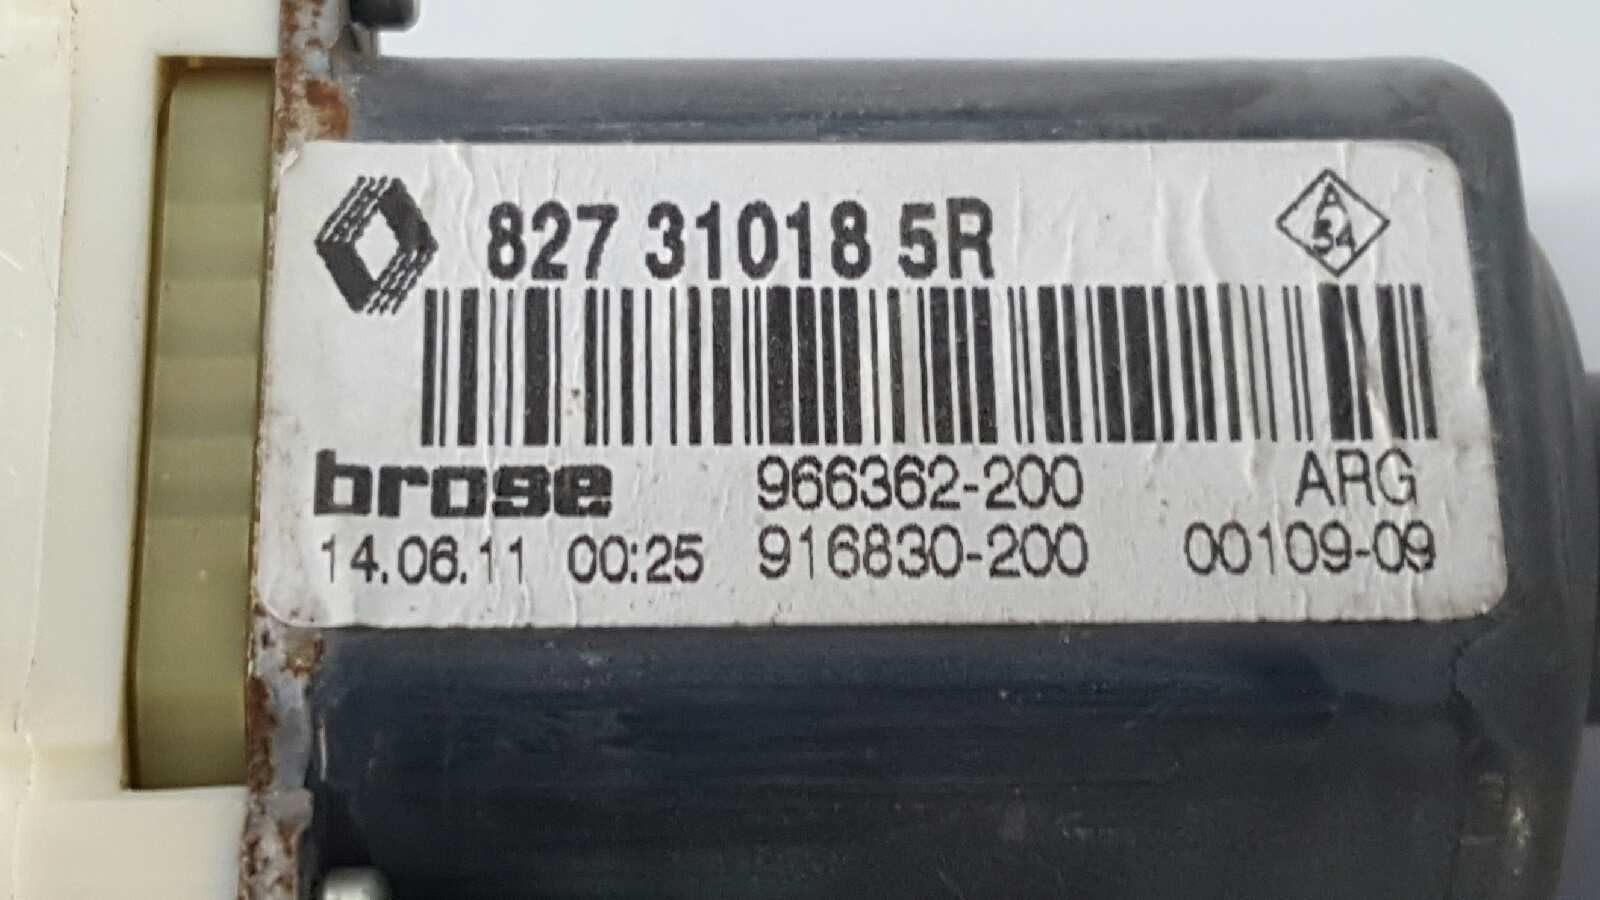 827 31018 5R
A
54
brose 966362-200 ARG
14.06.11 00:25 916830-200 00109-09